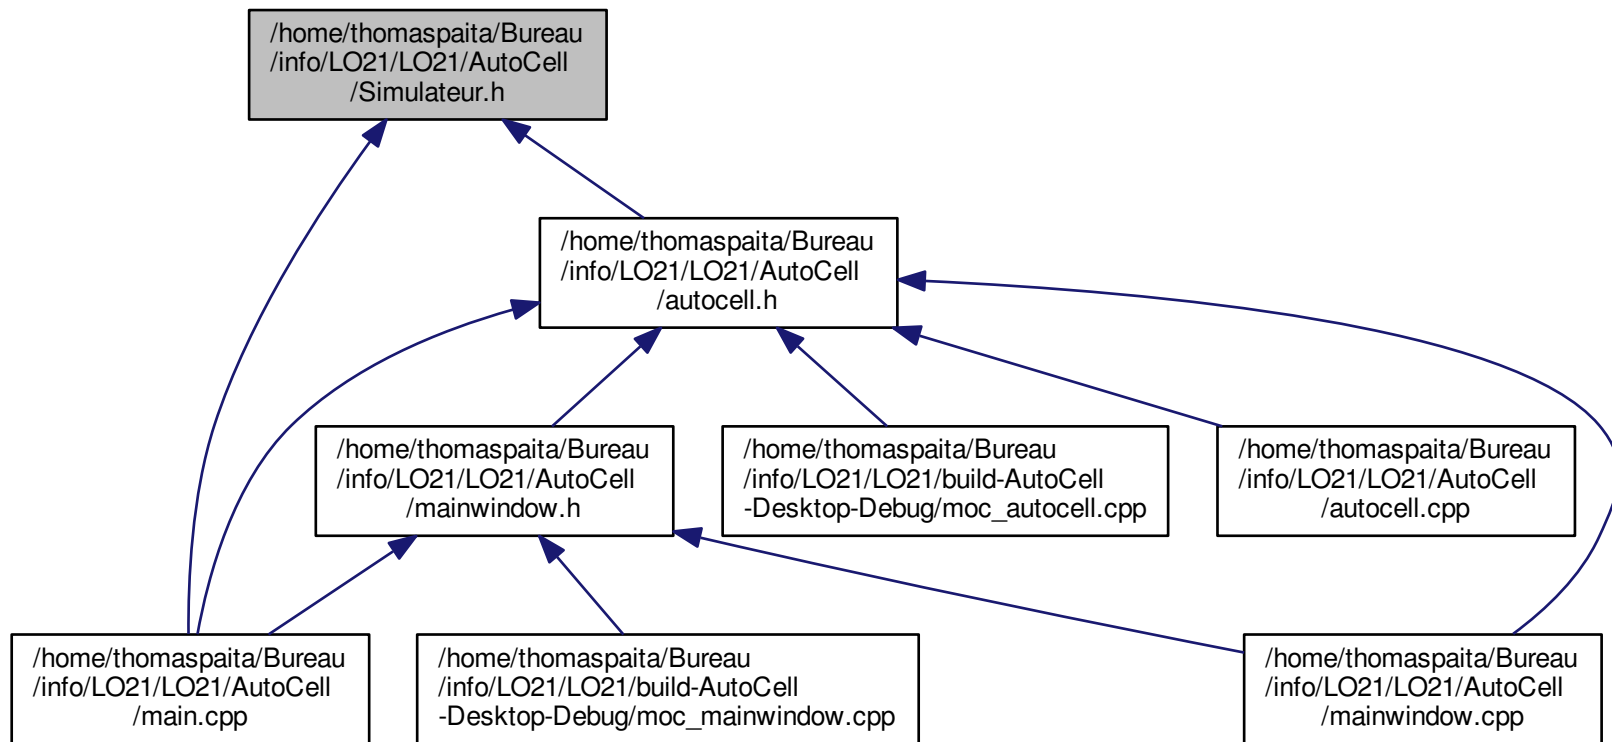 /home/thomaspaita/Bureau
/info/LO21/LO21/AutoCell
/Simulateur.h
/home/thomaspaita/Bureau
/info/LO21/LO21/AutoCell
/autocell.h
/home/thomaspaita/Bureau
/info/LO21/LO21/AutoCell
/mainwindow.h
/home/thomaspaita/Bureau
/info/LO21/LO21/build-AutoCell
-Desktop-Debug/moc_autocell.cpp
/home/thomaspaita/Bureau
/info/LO21/LO21/AutoCell
/autocell.cpp
/home/thomaspaita/Bureau
/info/LO21/LO21/AutoCell
/main.cpp
/home/thomaspaita/Bureau
/info/LO21/LO21/build-AutoCell
-Desktop-Debug/moc_mainwindow.cpp
/home/thomaspaita/Bureau
/info/LO21/LO21/AutoCell
/mainwindow.cpp